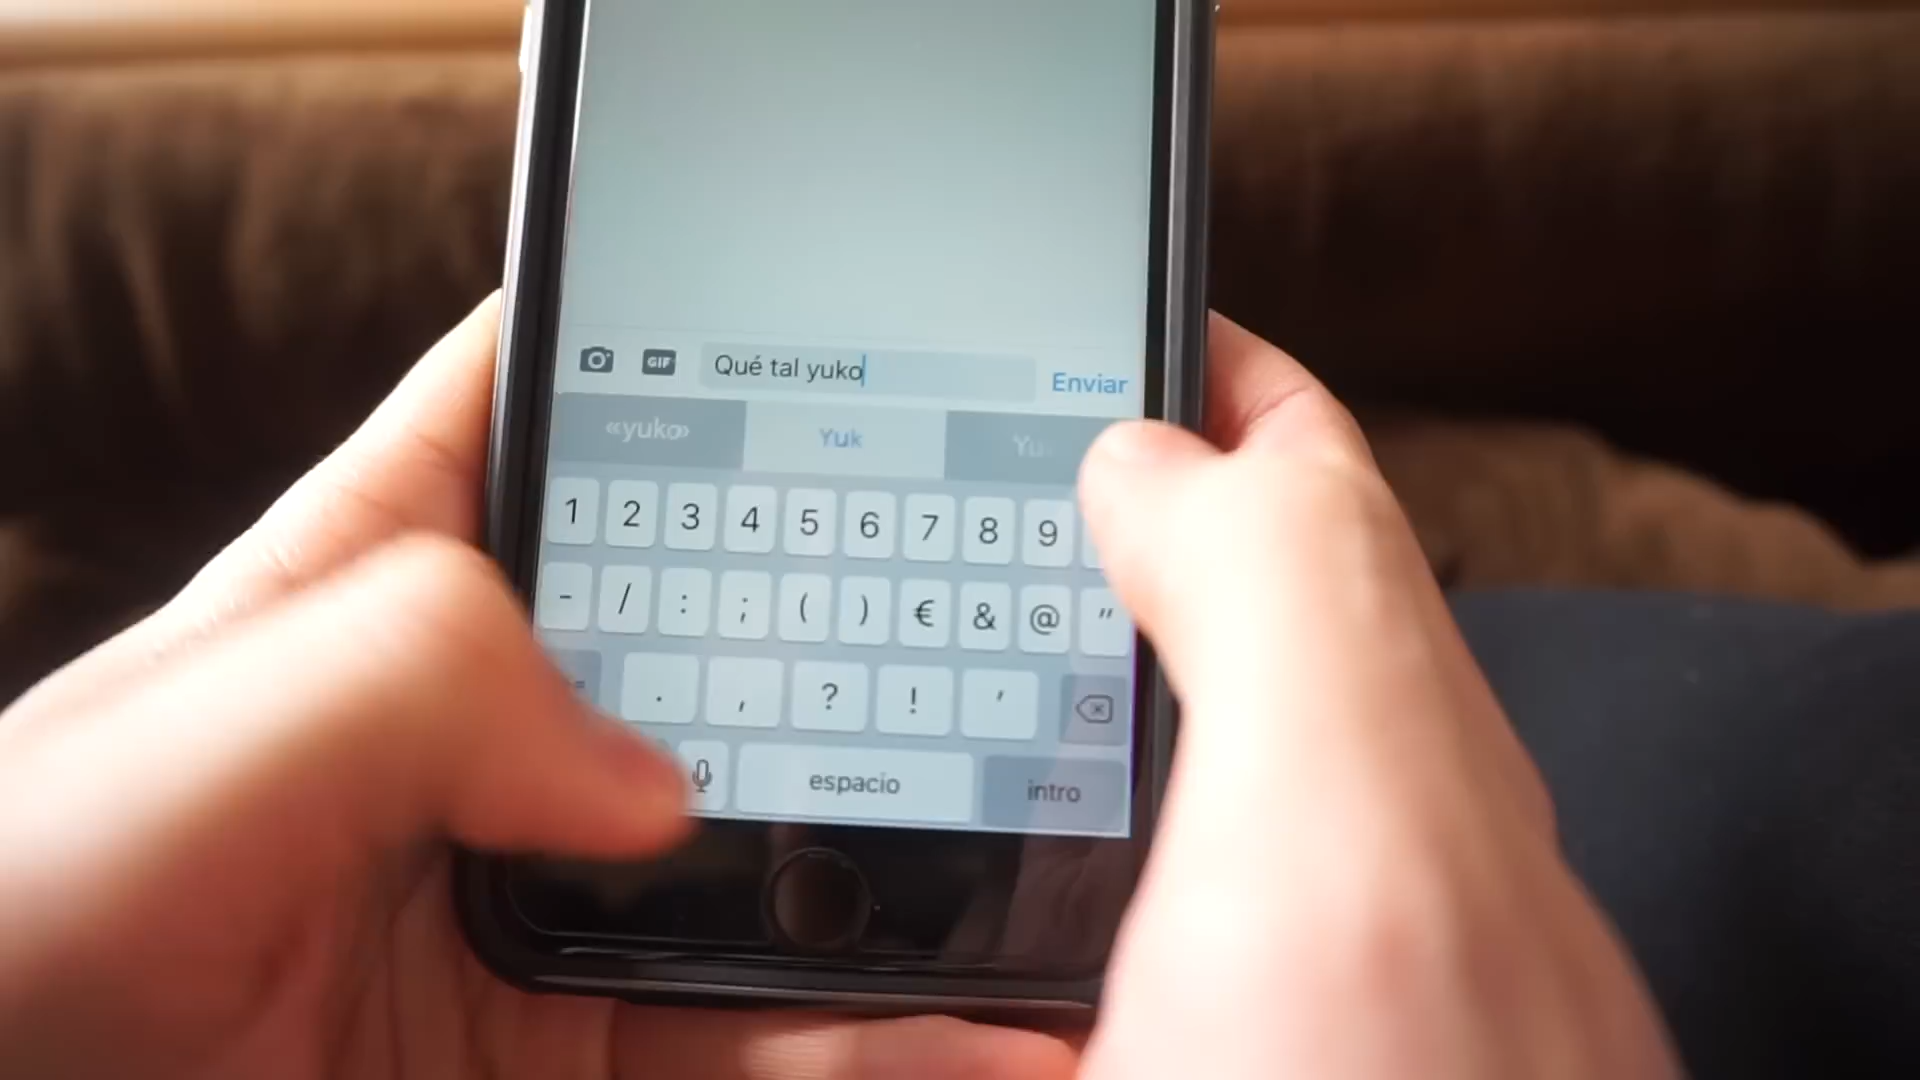 GIF
Qué tal yuko
Enviar
«yuko» Yuk
1 2 3 4 5 6 7 8 9
- / : ; ( ) € & @ "
. , ? ! '
espacio intro